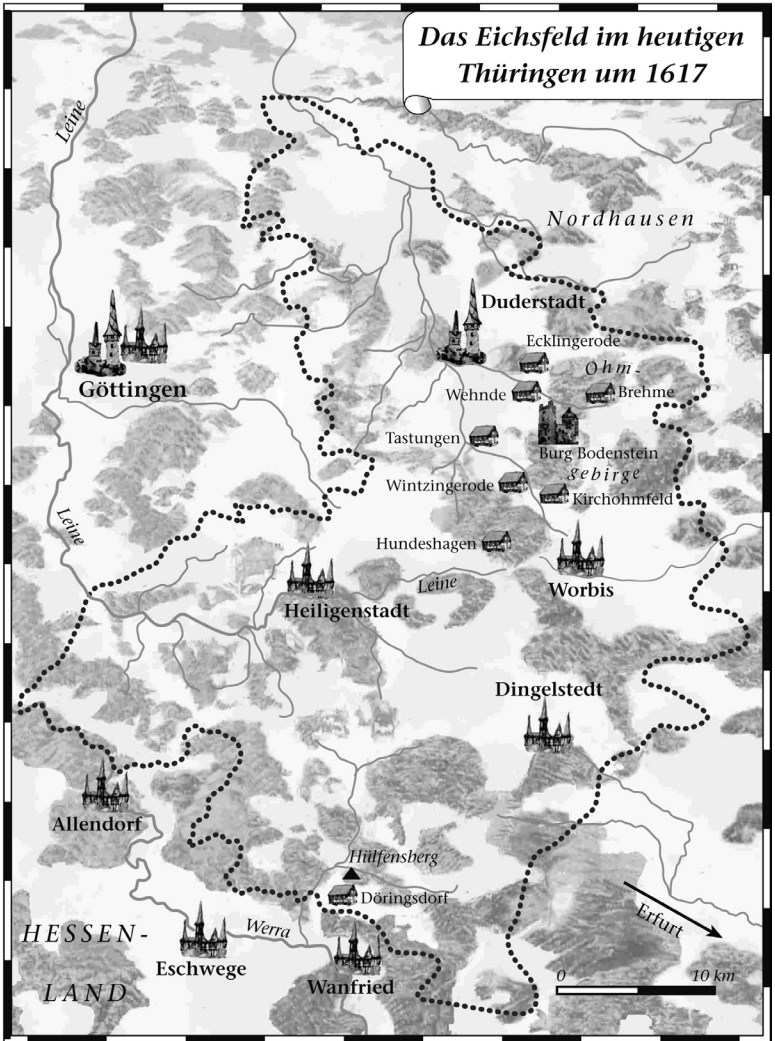 Das Eichsfeld im heutigen
Thüringen um 1617
Leine
Nordhausen
Duderstadt
Ecklingerode
Göttingen
Ohm-
Wehnde
Brehme
Tastungen
Burg Bodenstein
gebirge
Wintzingerode
Kirchohmfeld
Leine
Hundeshagen
Leine
Worbis
Heiligenstadt
Dingelstedt
Allendorf
Hülfensberg
Döringsdorf
Erfurt
HESSEN-
LAND
Werra
Eschwege
Wanfried
0 10 km